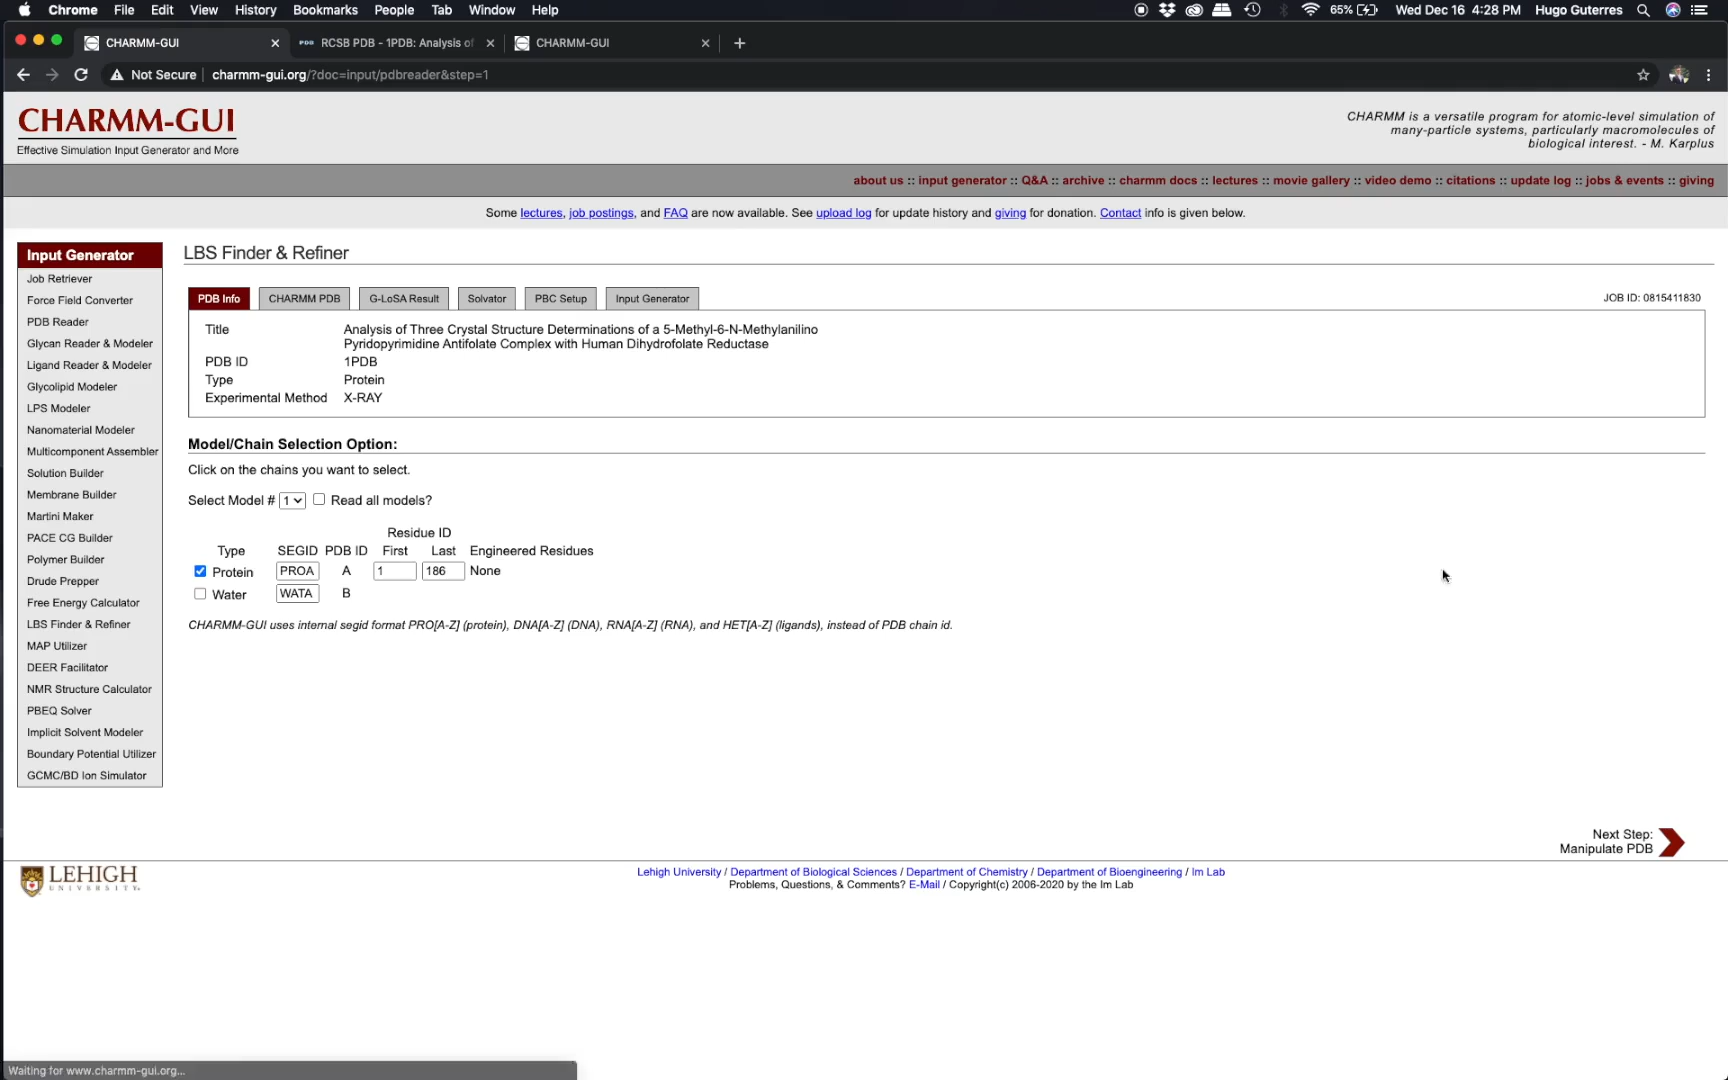 Chrome File Edit View History Bookmarks People Tab Window Help 65% Wed Dec 16 4:28 PM Hugo Guterres
CHARMM-GUI RCSB PDB - 1PDB: Analysis of CHARMM-GUI
Not Secure charmm-gui.org/?doc=input/pdbreader&step=1
CHARMM-GUI
Effective Simulation Input Generator and More
CHARMM is a versatile program for atomic-level simulation of
many-particle systems, particularly macromolecules of
biological interest. - M. Karplus
about us :: input generator :: Q&A :: archive :: charmm docs :: lectures :: movie gallery :: video demo :: citations :: update log :: jobs & events :: giving
Some lectures, job postings, and FAQ are now available. See upload log for update history and giving for donation. Contact info is given below.
Input Generator
Job Retriever
Force Field Converter
PDB Reader
Glycan Reader & Modeler
Ligand Reader & Modeler
Glycolipid Modeler
LPS Modeler
Nanomaterial Modeler
Multicomponent Assembler
Solution Builder
Membrane Builder
Martini Maker
PACE CG Builder
Polymer Builder
Drude Prepper
Free Energy Calculator
LBS Finder & Refiner
MAP Utilizer
DEER Facilitator
NMR Structure Calculator
PBEQ Solver
Implicit Solvent Modeler
Boundary Potential Utilizer
GCMC/BD Ion Simulator
LBS Finder & Refiner
PDB Info CHARMM PDB G-LoSA Result Solvator PBC Setup Input Generator JOB ID: 0815411830
Title Analysis of Three Crystal Structure Determinations of a 5-Methyl-6-N-Methylanilino
Pyridopyrimidine Antifolate Complex with Human Dihydrofolate Reductase
PDB ID 1PDB
Type Protein
Experimental Method X-RAY
Model/Chain Selection Option:
Click on the chains you want to select.
Select Model # 1 Read all models?
Residue ID
Type SEGID PDB ID First Last Engineered Residues
Protein PROA A 1 186 None
Water WATA B
CHARMM-GUI uses internal segid format PRO[A-Z] (protein), DNA[A-Z] (DNA), RNA[A-Z] (RNA), and HET[A-Z] (ligands), instead of PDB chain id.
Next Step:
Manipulate PDB
LEHIGH
UNIVERSITY
Lehigh University / Department of Biological Sciences / Department of Chemistry / Department of Bioengineering / Im Lab
Problems, Questions, & Comments? E-Mail / Copyright(c) 2006-2020 by the Im Lab
Waiting for www.charmm-gui.org...